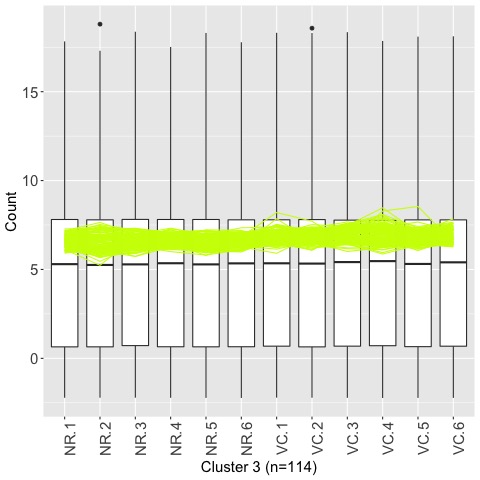 Count
15
10
5
0
NR.1
NR.2
NR.3
NR.4
NR.5
NR.6
VC.1
VC.2
VC.3
VC.4
VC.5
VC.6
Cluster 3 (n=114)